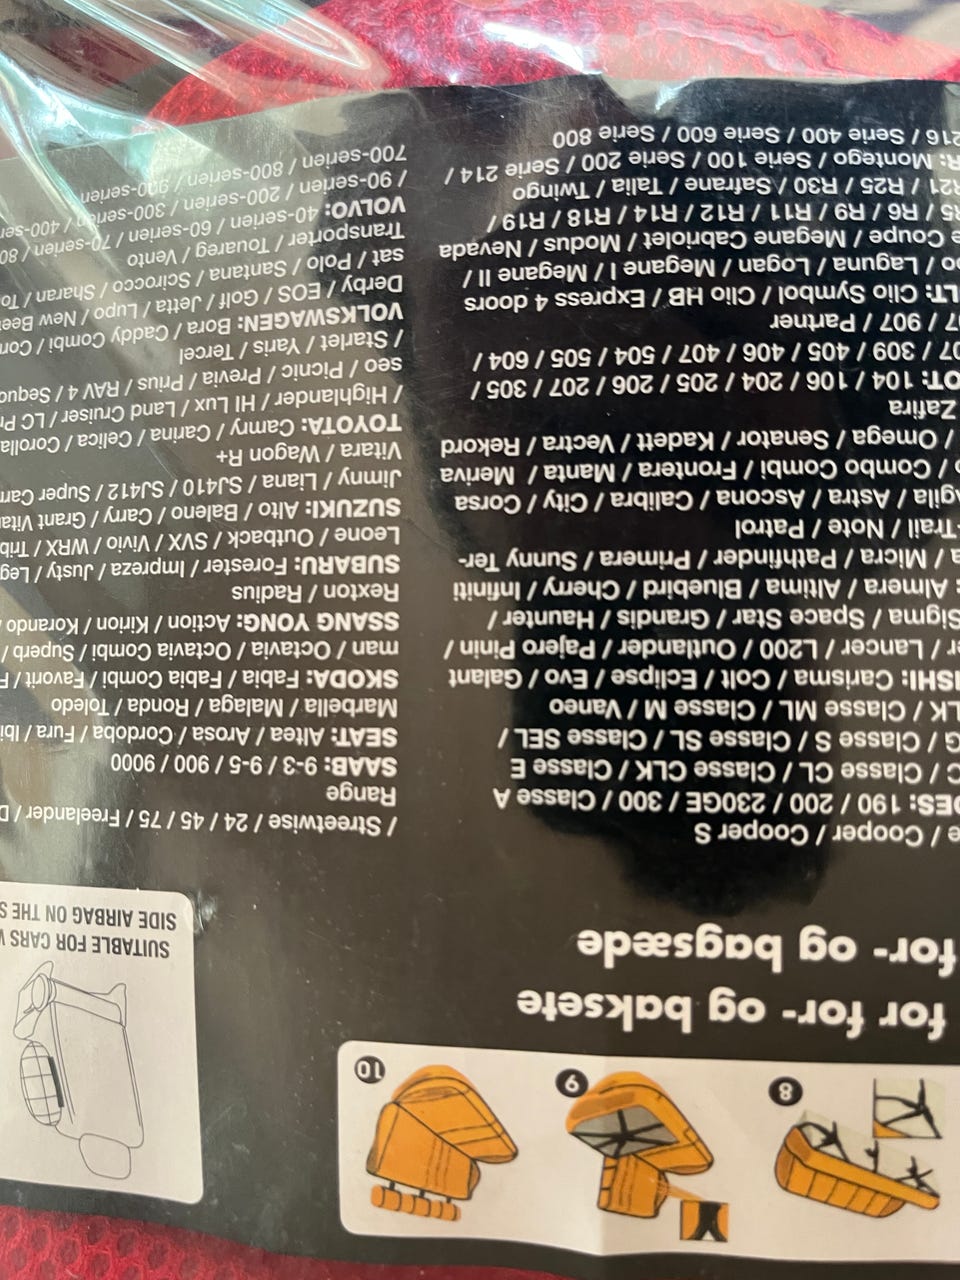 8
9
10
for for- og baksete
for- og bagsæde
SUITABLE FOR CARS
SIDE AIRBAG ON THE
/ Cooper / Cooper S
190 / 200 / 230GE / 300 / Classe A
C / Classe CL / Classe CLK / Classe E
G / Classe S / Classe SL / Classe SEL /
LK / Classe ML / Classe M / Vaneo
ISHI: Carisma / Colt / Eclipse / Evo / Galant
/ Lancer / L200 / Outlander / Pajero Pinin /
Sigma / Space Star / Grandis / Haunter /
Almera / Altima / Bluebird / Cherry / Infiniti
/ Micra / Pathfinder / Primera / Sunny Ter-
-Trail / Note / Patrol
Agila / Astra / Ascona / Calibra / City / Corsa
/ Combo Combi / Frontera / Manta / Meriva
/ Omega / Senator / Kadett / Vectra / Rekord
Zafira
OT: 104 / 106 / 204 / 205 / 206 / 207 / 305 /
07 / 309 / 405 / 406 / 407 / 504 / 505 / 604 /
07 / 907 / Partner
LT: Clio Symbol / Clio HB / Express 4 doors
/ Laguna / Logan / Megane I / Megane II /
e Coupe / Megane Cabriolet / Modus / Nevada
R5 / R6 / R9 / R11 / R12 / R14 / R18 / R19 /
R21 / R25 / R30 / Safrane / Talia / Twingo
R: Montego / Serie 100 / Serie 200 / Serie 214 /
216 / Serie 400 / Serie 600 / Serie 800
/ Streetwise / 24 / 45 / 75 / Freelander / D
Range
SAAB: 9-3 / 9-5 / 900 / 9000
SEAT: Altea / Arosa / Cordoba / Fura / Ibi
Marbella / Malaga / Ronda / Toledo
SKODA: Fabia / Fabia Combi / Favorit / F
man / Octavia / Octavia Combi / Superb /
SSANG YONG: Action / Kirion / Korando
Rexton / Radius
SUBARU: Forester / Impreza / Justy / Leg
Leone / Outback / SVX / Vivio / WRX / Trib
SUZUKI: Alto / Baleno / Carry / Grant Vita
Jimny / Liana / SJ410 / SJ412 / Super Carr
Vitara / Wagon R+
TOYOTA: Camry / Carina / Celica / Corolla
/ Highlander / HI Lux / Land Cruiser / LC Pr
seo / Picnic / Previa / Prius / RAV 4 / Sequo
/ Starlet / Yaris / Tercel
VOLKSWAGEN: Bora / Caddy Combi / Cor
Derby / EOS / Golf / Jetta / Lupo / New Beet
sat / Polo / Santana / Scirocco / Sharan / To
Transporter / Touareg / Vento
VOLVO: 40-serien / 60-serien / 70-serien / 80
/ 90-serien / 200-serien / 300-serien / 400-ser
700-serien / 800-serien / 900-serien